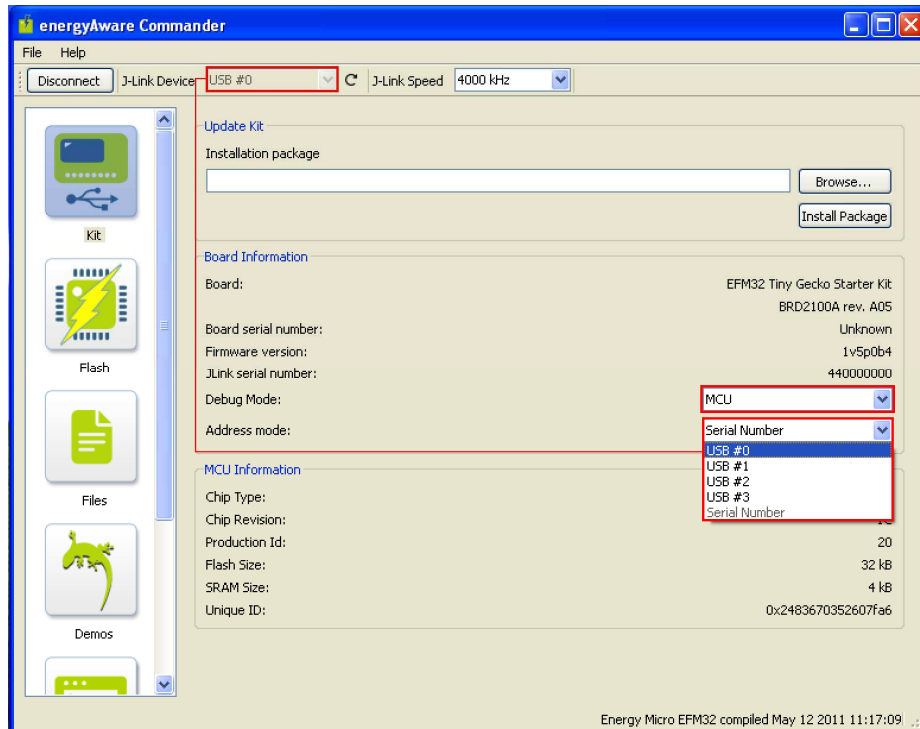 energyAware Commander
File Help
Disconnect J-Link Device USB #0 J-Link Speed 4000 kHz
Update Kit
Installation package
Browse...
Install Package
Kit
Board Information
Board: EFM32 Tiny Gecko Starter Kit
BRD2100A rev. A05
Board serial number: Unknown
Firmware version: 1v5p0b4
JLink serial number: 440000000
Debug Mode: MCU
Address mode: Serial Number
USB #0
USB #1
USB #2
USB #3
Serial Number
Flash
MCU Information
Chip Type:
Chip Revision:
Production Id: 20
Flash Size: 32 kB
SRAM Size: 4 kB
Unique ID: 0x2483670352607fa6
Files
Demos
Energy Micro EFM32 compiled May 12 2011 11:17:09